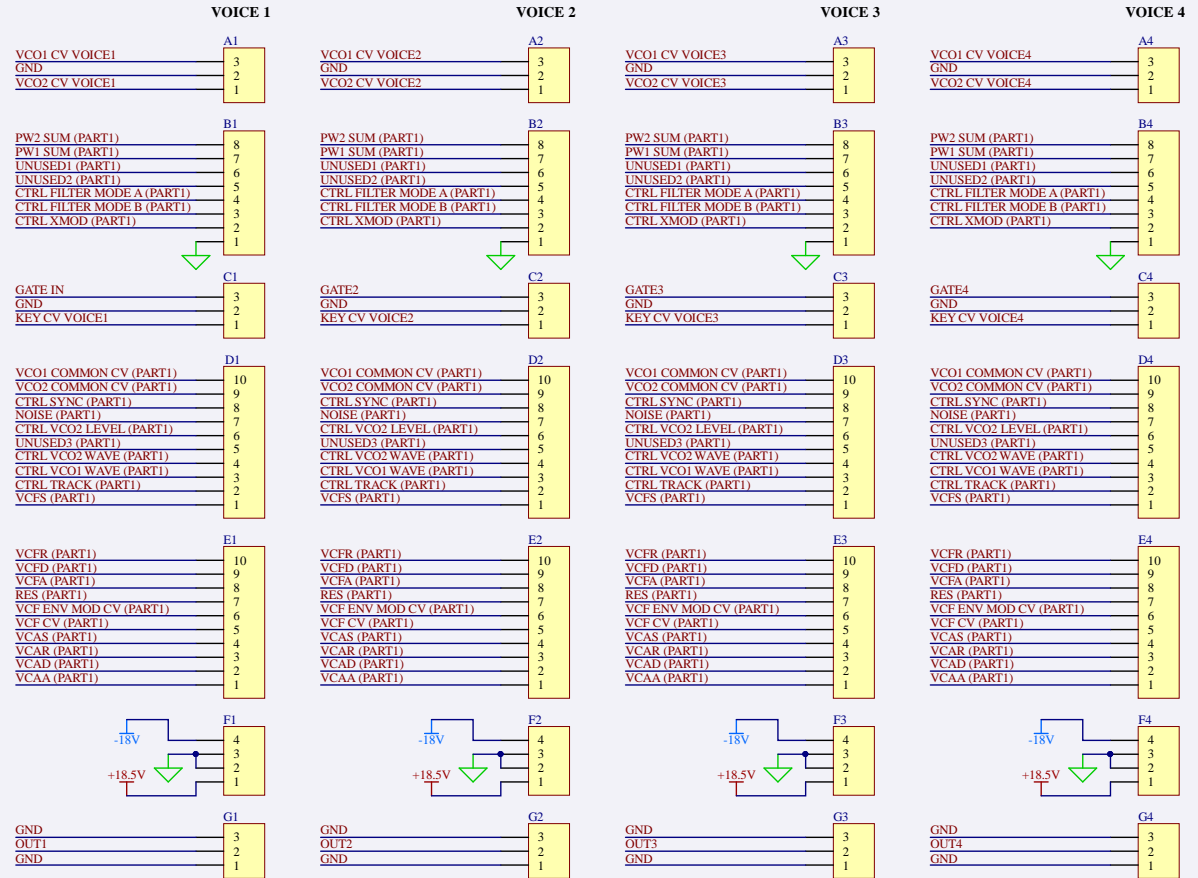 VOICE 1
A1
VCO1 CV VOICE1
3
GND
2
VCO2 CV VOICE1
1
B1
PW2 SUM (PART1)
8
PW1 SUM (PART1)
7
UNUSED1 (PART1)
6
UNUSED2 (PART1)
5
CTRL FILTER MODE A (PART1)
4
CTRL FILTER MODE B (PART1)
3
CTRL XMOD (PART1)
2
1
C1
GATE IN
3
GND
2
KEY CV VOICE1
1
D1
VCO1 COMMON CV (PART1)
10
VCO2 COMMON CV (PART1)
9
CTRL SYNC (PART1)
8
NOISE (PART1)
7
CTRL VCO2 LEVEL (PART1)
6
UNUSED3 (PART1)
5
CTRL VCO2 WAVE (PART1)
4
CTRL VCO1 WAVE (PART1)
3
CTRL TRACK (PART1)
2
VCFS (PART1)
1
E1
VCFR (PART1)
10
VCFD (PART1)
9
VCFA (PART1)
8
RES (PART1)
7
VCF ENV MOD CV (PART1)
6
VCF CV (PART1)
5
VCAS (PART1)
4
VCAR (PART1)
3
VCAD (PART1)
2
VCAA (PART1)
1
F1
-18V
4
3
2
+18.5V
1
G1
GND
3
OUT1
2
GND
1
VOICE 2
A2
VCO1 CV VOICE2
3
GND
2
VCO2 CV VOICE2
1
B2
PW2 SUM (PART1)
8
PW1 SUM (PART1)
7
UNUSED1 (PART1)
6
UNUSED2 (PART1)
5
CTRL FILTER MODE A (PART1)
4
CTRL FILTER MODE B (PART1)
3
CTRL XMOD (PART1)
2
1
C2
GATE2
3
GND
2
KEY CV VOICE2
1
D2
VCO1 COMMON CV (PART1)
10
VCO2 COMMON CV (PART1)
9
CTRL SYNC (PART1)
8
NOISE (PART1)
7
CTRL VCO2 LEVEL (PART1)
6
UNUSED3 (PART1)
5
CTRL VCO2 WAVE (PART1)
4
CTRL VCO1 WAVE (PART1)
3
CTRL TRACK (PART1)
2
VCFS (PART1)
1
E2
VCFR (PART1)
10
VCFD (PART1)
9
VCFA (PART1)
8
RES (PART1)
7
VCF ENV MOD CV (PART1)
6
VCF CV (PART1)
5
VCAS (PART1)
4
VCAR (PART1)
3
VCAD (PART1)
2
VCAA (PART1)
1
F2
-18V
4
3
2
+18.5V
1
G2
GND
3
OUT2
2
GND
1
VOICE 3
A3
VCO1 CV VOICE3
3
GND
2
VCO2 CV VOICE3
1
B3
PW2 SUM (PART1)
8
PW1 SUM (PART1)
7
UNUSED1 (PART1)
6
UNUSED2 (PART1)
5
CTRL FILTER MODE A (PART1)
4
CTRL FILTER MODE B (PART1)
3
CTRL XMOD (PART1)
2
1
C3
GATE3
3
GND
2
KEY CV VOICE3
1
D3
VCO1 COMMON CV (PART1)
10
VCO2 COMMON CV (PART1)
9
CTRL SYNC (PART1)
8
NOISE (PART1)
7
CTRL VCO2 LEVEL (PART1)
6
UNUSED3 (PART1)
5
CTRL VCO2 WAVE (PART1)
4
CTRL VCO1 WAVE (PART1)
3
CTRL TRACK (PART1)
2
VCFS (PART1)
1
E3
VCFR (PART1)
10
VCFD (PART1)
9
VCFA (PART1)
8
RES (PART1)
7
VCF ENV MOD CV (PART1)
6
VCF CV (PART1)
5
VCAS (PART1)
4
VCAR (PART1)
3
VCAD (PART1)
2
VCAA (PART1)
1
F3
-18V
4
3
2
+18.5V
1
G3
GND
3
OUT3
2
GND
1
VOICE 4
A4
VCO1 CV VOICE4
3
GND
2
VCO2 CV VOICE4
1
B4
PW2 SUM (PART1)
8
PW1 SUM (PART1)
7
UNUSED1 (PART1)
6
UNUSED2 (PART1)
5
CTRL FILTER MODE A (PART1)
4
CTRL FILTER MODE B (PART1)
3
CTRL XMOD (PART1)
2
1
C4
GATE4
3
GND
2
KEY CV VOICE4
1
D4
VCO1 COMMON CV (PART1)
10
VCO2 COMMON CV (PART1)
9
CTRL SYNC (PART1)
8
NOISE (PART1)
7
CTRL VCO2 LEVEL (PART1)
6
UNUSED3 (PART1)
5
CTRL VCO2 WAVE (PART1)
4
CTRL VCO1 WAVE (PART1)
3
CTRL TRACK (PART1)
2
VCFS (PART1)
1
E4
VCFR (PART1)
10
VCFD (PART1)
9
VCFA (PART1)
8
RES (PART1)
7
VCF ENV MOD CV (PART1)
6
VCF CV (PART1)
5
VCAS (PART1)
4
VCAR (PART1)
3
VCAD (PART1)
2
VCAA (PART1)
1
F4
-18V
4
3
2
+18.5V
1
G4
GND
3
OUT4
2
GND
1